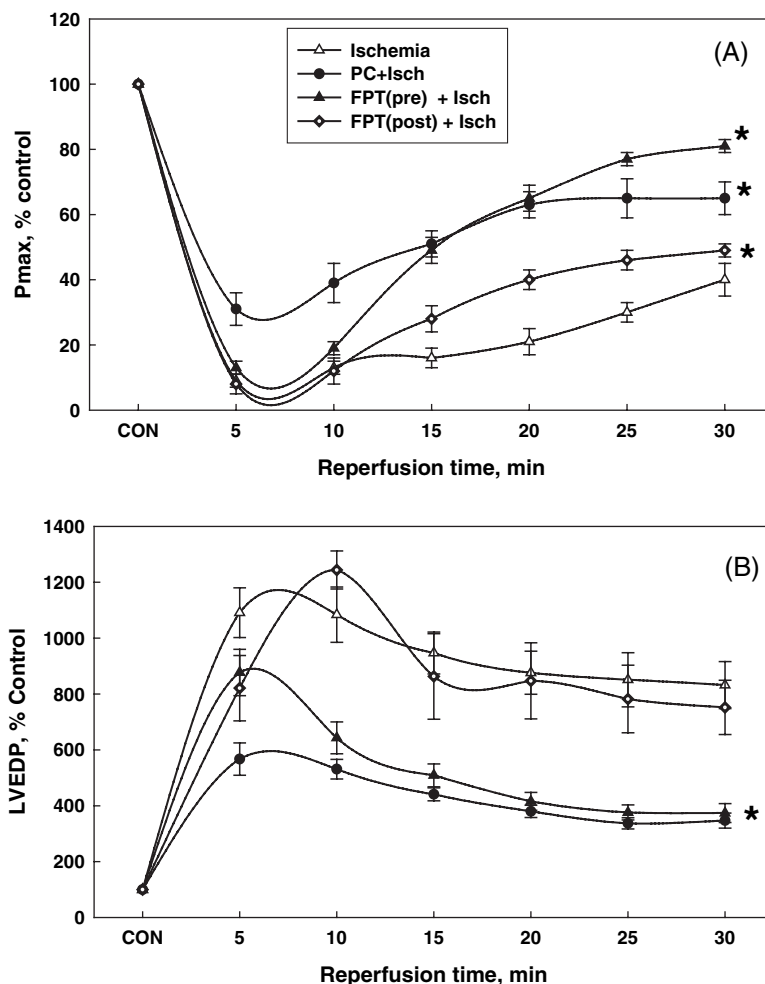 120
100
80
60
40
20
0
Pmax, % control
Ischemia
PC+Isch
FPT(pre) + Isch
FPT(post) + Isch
(A)
*
*
*
CON 5 10 15 20 25 30
Reperfusion time, min
1400
1200
1000
800
600
400
200
0
LVEDP, % Control
(B)
*
CON 5 10 15 20 25 30
Reperfusion time, min